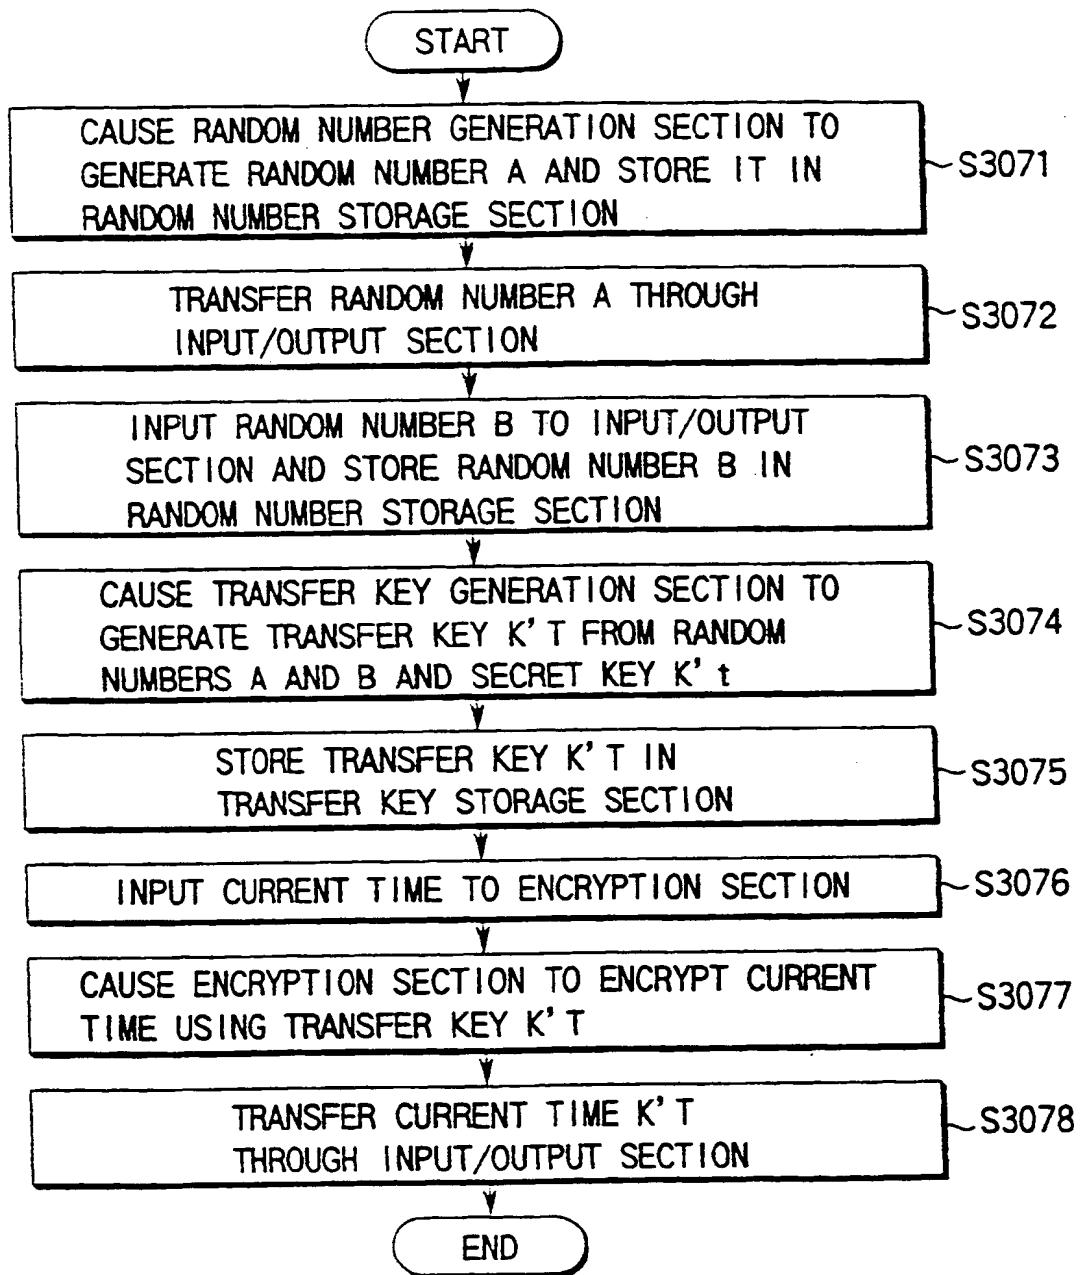 START
CAUSE RANDOM NUMBER GENERATION SECTION TO
GENERATE RANDOM NUMBER A AND STORE IT IN
RANDOM NUMBER STORAGE SECTION
S3071
TRANSFER RANDOM NUMBER A THROUGH
INPUT/OUTPUT SECTION
S3072
INPUT RANDOM NUMBER B TO INPUT/OUTPUT
SECTION AND STORE RANDOM NUMBER B IN
RANDOM NUMBER STORAGE SECTION
S3073
CAUSE TRANSFER KEY GENERATION SECTION TO
GENERATE TRANSFER KEY K'T FROM RANDOM
NUMBERS A AND B AND SECRET KEY K't
S3074
STORE TRANSFER KEY K'T IN
TRANSFER KEY STORAGE SECTION
S3075
INPUT CURRENT TIME TO ENCRYPTION SECTION
S3076
CAUSE ENCRYPTION SECTION TO ENCRYPT CURRENT
TIME USING TRANSFER KEY K'T
S3077
TRANSFER CURRENT TIME K'T
THROUGH INPUT/OUTPUT SECTION
S3078
END